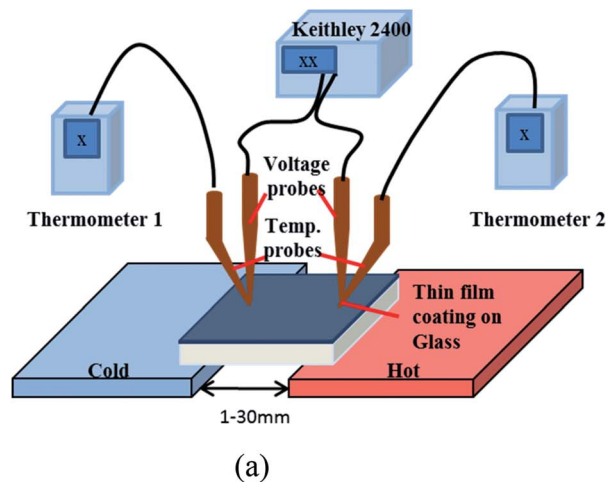 Keithley 2400
xx
x
x
Thermometer 1
Voltage
probes
Thermometer 2
Temp.
probes
Thin film
coating on
Glass
Cold
Hot
1-30mm
(a)